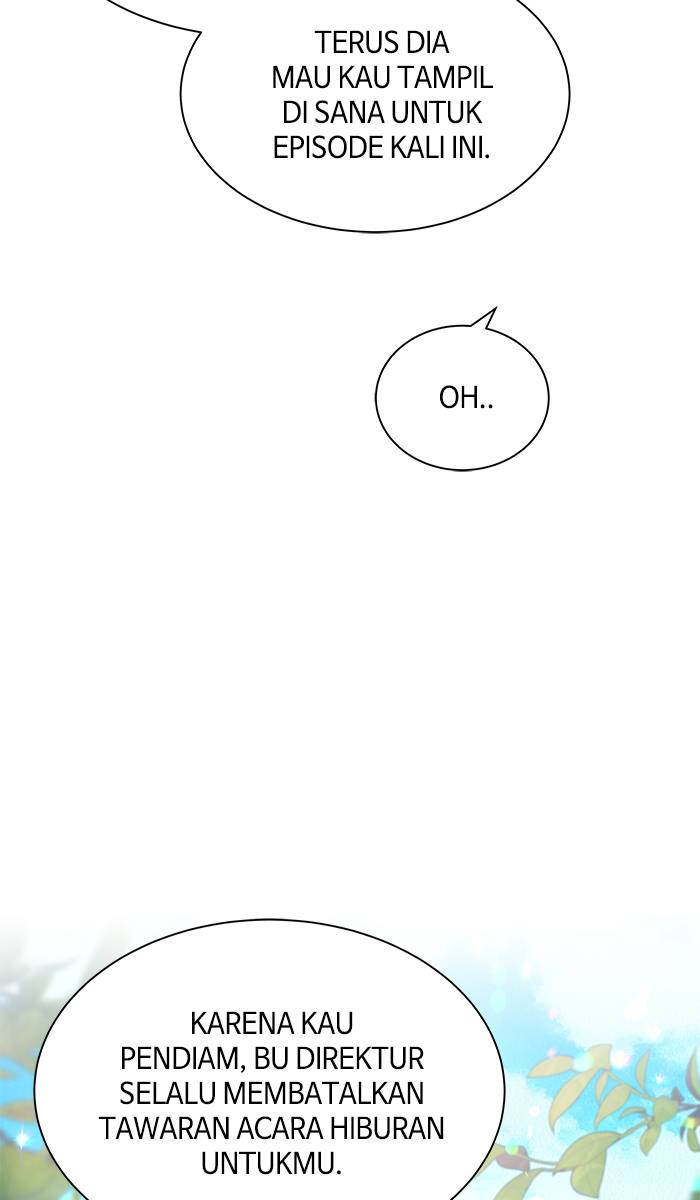 TERUS DIA
MAU KAU TAMPIL
DI SANA UNTUK
EPISODE KALI INI.
OH..
KARENA KAU
PENDIAM, BU DIREKTUR
SELALU MEMBATALKAN
TAWARAN ACARA HIBURAN
UNTUKMU.